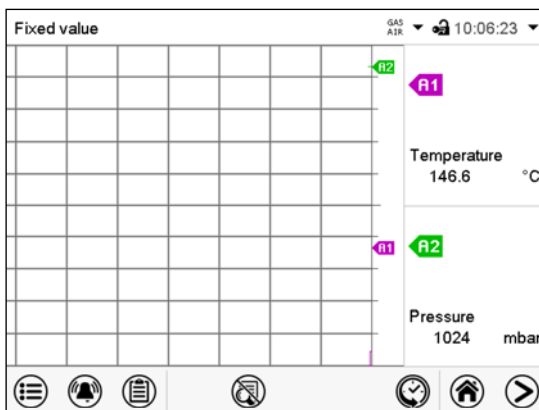 Fixed value
GAS
AIR
10:06:23
A2
A1
Temperature
146.6 °C
A1
A2
Pressure
1024 mbar